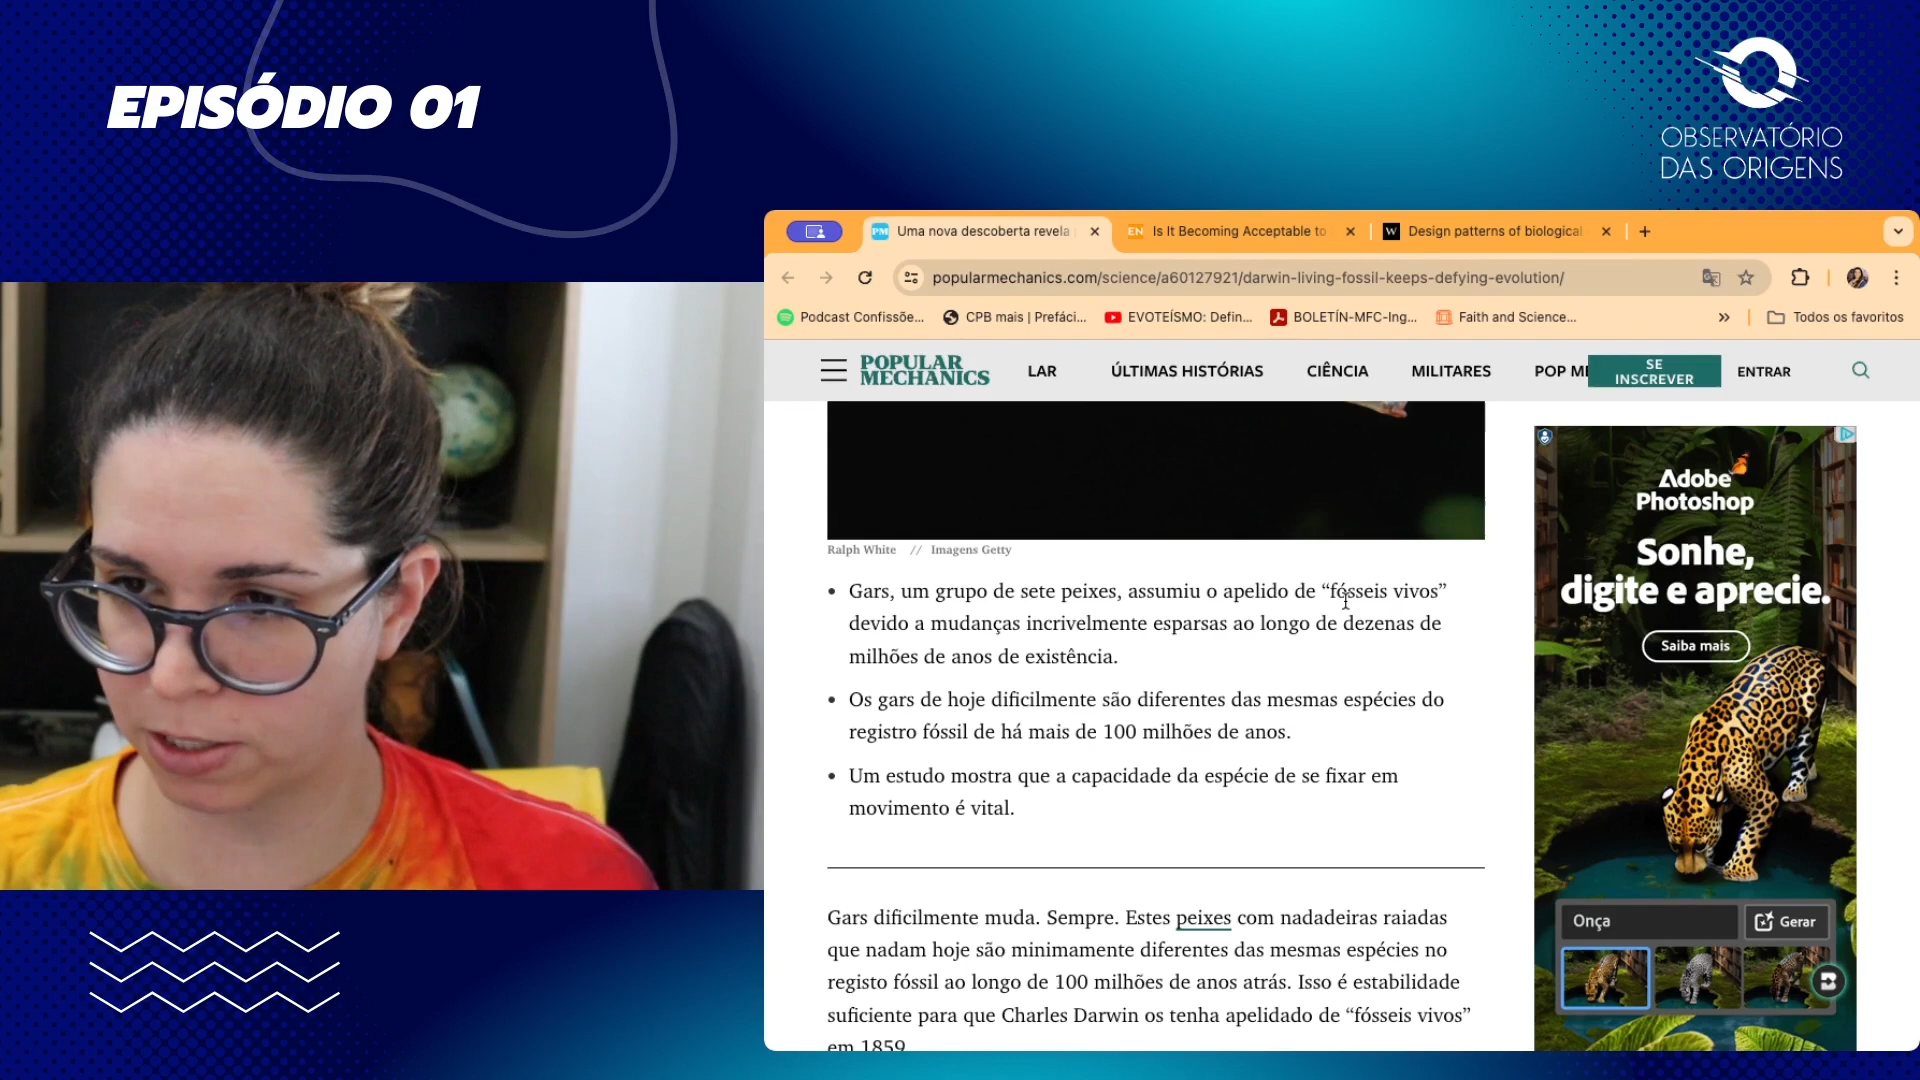 EPISÓDIO 01
OBSERVATÓRIO
DAS ORIGENS
PM Uma nova descoberta revela
EN Is It Becoming Acceptable to
W Design patterns of biological
popularmechanics.com/science/a60127921/darwin-living-fossil-keeps-defying-evolution/
Podcast Confissõe...
CPB mais | Prefáci...
EVOTEÍSMO: Defin...
BOLETÍN-MFC-Ing...
Faith and Science...
Todos os favoritos
POPULAR
MECHANICS
LAR
ÚLTIMAS HISTÓRIAS
CIÊNCIA
MILITARES
POP
SE
INSCREVER
ENTRAR
Ralph White // Imagens Getty
• Gars, um grupo de sete peixes, assumiu o apelido de “fósseis vivos”
devido a mudanças incrivelmente esparsas ao longo de dezenas de
milhões de anos de existência.
• Os gars de hoje dificilmente são diferentes das mesmas espécies do
registro fóssil de há mais de 100 milhões de anos.
• Um estudo mostra que a capacidade da espécie de se fixar em
movimento é vital.
Gars dificilmente muda. Sempre. Estes peixes com nadadeiras raiadas
que nadam hoje são minimamente diferentes das mesmas espécies no
registo fóssil ao longo de 100 milhões de anos atrás. Isso é estabilidade
suficiente para que Charles Darwin os tenha apelidado de “fósseis vivos”
em 1859
Adobe
Photoshop
Sonhe,
digite e aprecie.
Saiba mais
Onça
Gerar